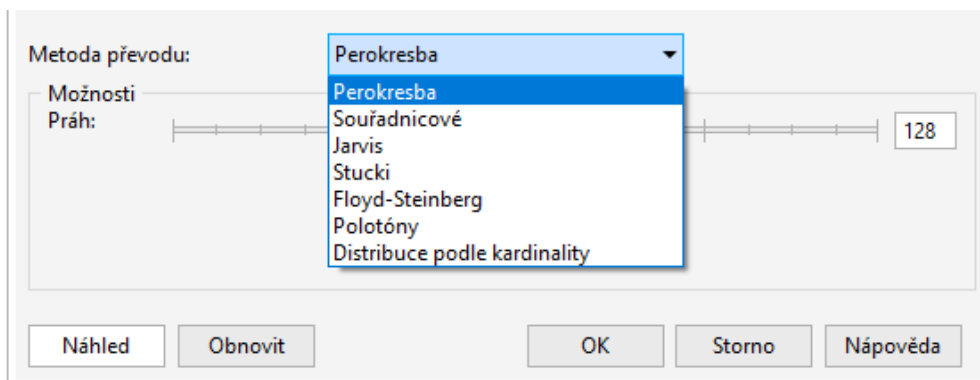 Metoda převodu:
Perokresba
Možnosti
Práh:
128
Perokresba
Souřadnicové
Jarvis
Stucki
Floyd-Steinberg
Polotóny
Distribuce podle kardinality
Náhled
Obnovit
OK
Storno
Nápověda